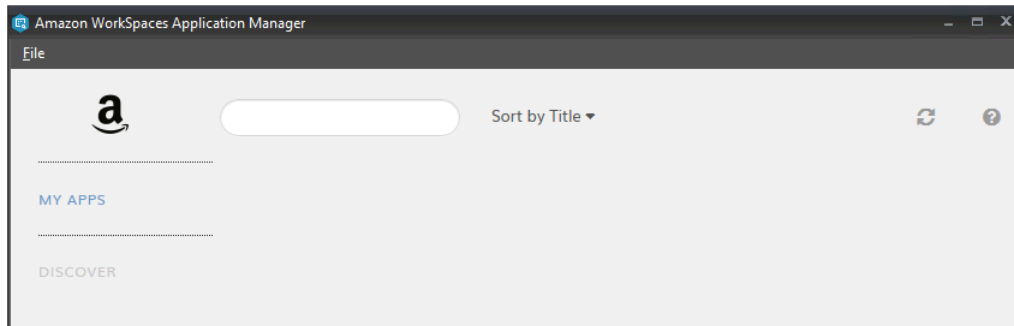 Amazon WorkSpaces Application Manager
File
a
Sort by Title
MY APPS
DISCOVER